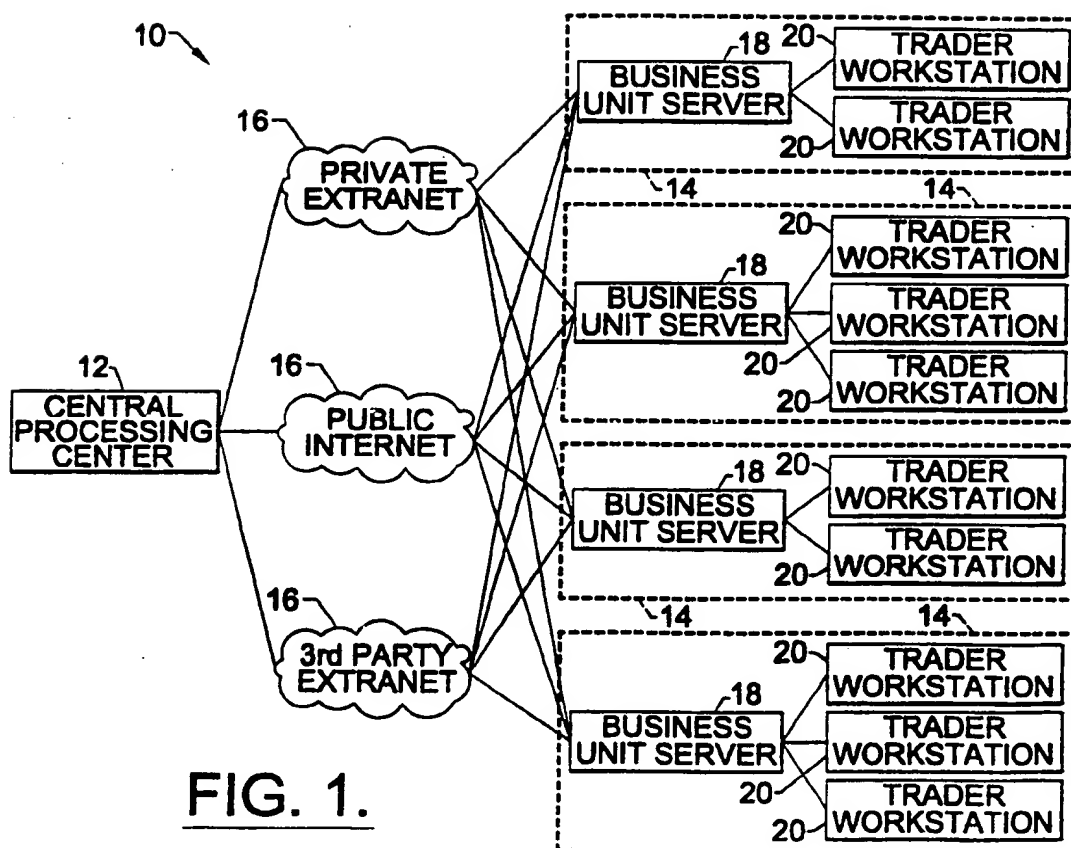 10
16
PRIVATE
EXTRANET
12
CENTRAL
PROCESSING
CENTER
16
PUBLIC
INTERNET
16
3rd PARTY
EXTRANET
18
BUSINESS
UNIT SERVER
20
TRADER
WORKSTATION
TRADER
WORKSTATION
20
14
14
18
BUSINESS
UNIT SERVER
20
TRADER
WORKSTATION
TRADER
WORKSTATION
20
TRADER
WORKSTATION
20
18
BUSINESS
UNIT SERVER
20
TRADER
WORKSTATION
TRADER
WORKSTATION
20
14
14
18
BUSINESS
UNIT SERVER
20
TRADER
WORKSTATION
TRADER
WORKSTATION
20
TRADER
WORKSTATION
20
FIG. 1.